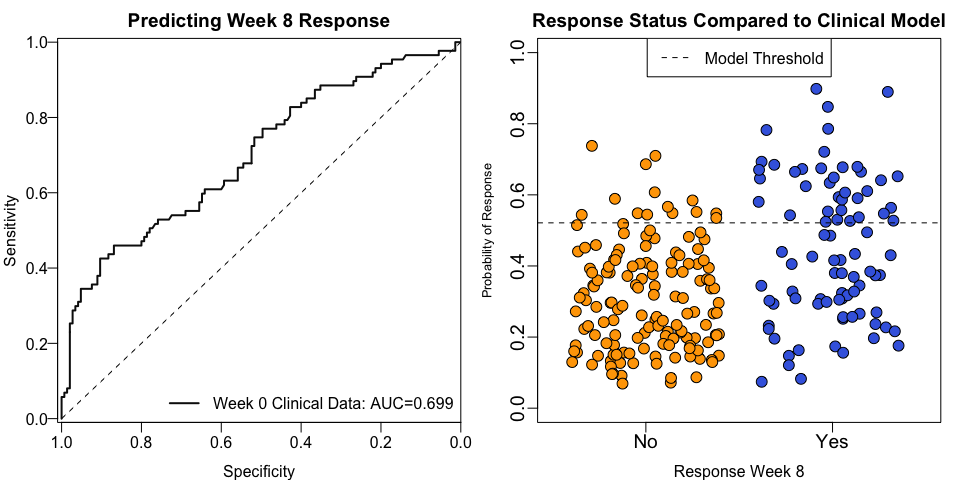 Predicting Week 8 Response
1.0
0.8
0.6
0.4
0.2
0.0
Sensitivity
Week 0 Clinical Data: AUC=0.699
1.0 0.8 0.6 0.4 0.2 0.0
Specificity
Response Status Compared to Clinical Model
Model Threshold
1.0
0.8
0.6
0.4
0.2
0.0
Probability of Response
No Yes
Response Week 8